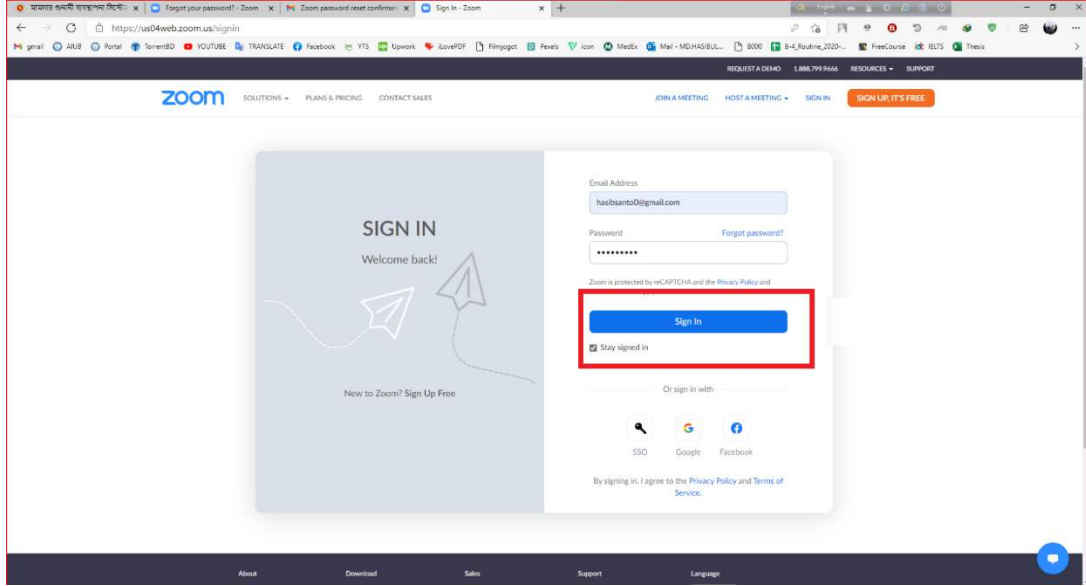 মামলার শুনানী ব্যবস্থাপনা সিস্টে
Forgot your password? - Zoom
Zoom password reset confirmati
Sign In - Zoom
https://us04web.zoom.us/signin
gmail AIUB Portal TorrentBD YOUTUBE TRANSLATE Facebook YTS Upwork iLovePDF Filmjogot Pexels icon MedEx Mail - MD.HASIBUL... 8000 B-4_Routine_2020-... FreeCourse IELTS Thesis
REQUEST A DEMO 1.888.799.9666 RESOURCES SUPPORT
zoom SOLUTIONS PLANS & PRICING CONTACT SALES JOIN A MEETING HOST A MEETING SIGN IN SIGN UP, IT'S FREE
SIGN IN
Welcome back!
New to Zoom? Sign Up Free
Email Address
hasibsanto0@gmail.com
Password Forgot password?
Zoom is protected by reCAPTCHA and the Privacy Policy and
Sign In
Stay signed in
Or sign in with
SSO Google Facebook
By signing in, I agree to the Privacy Policy and Terms of
Service.
About Download Sales Support Language